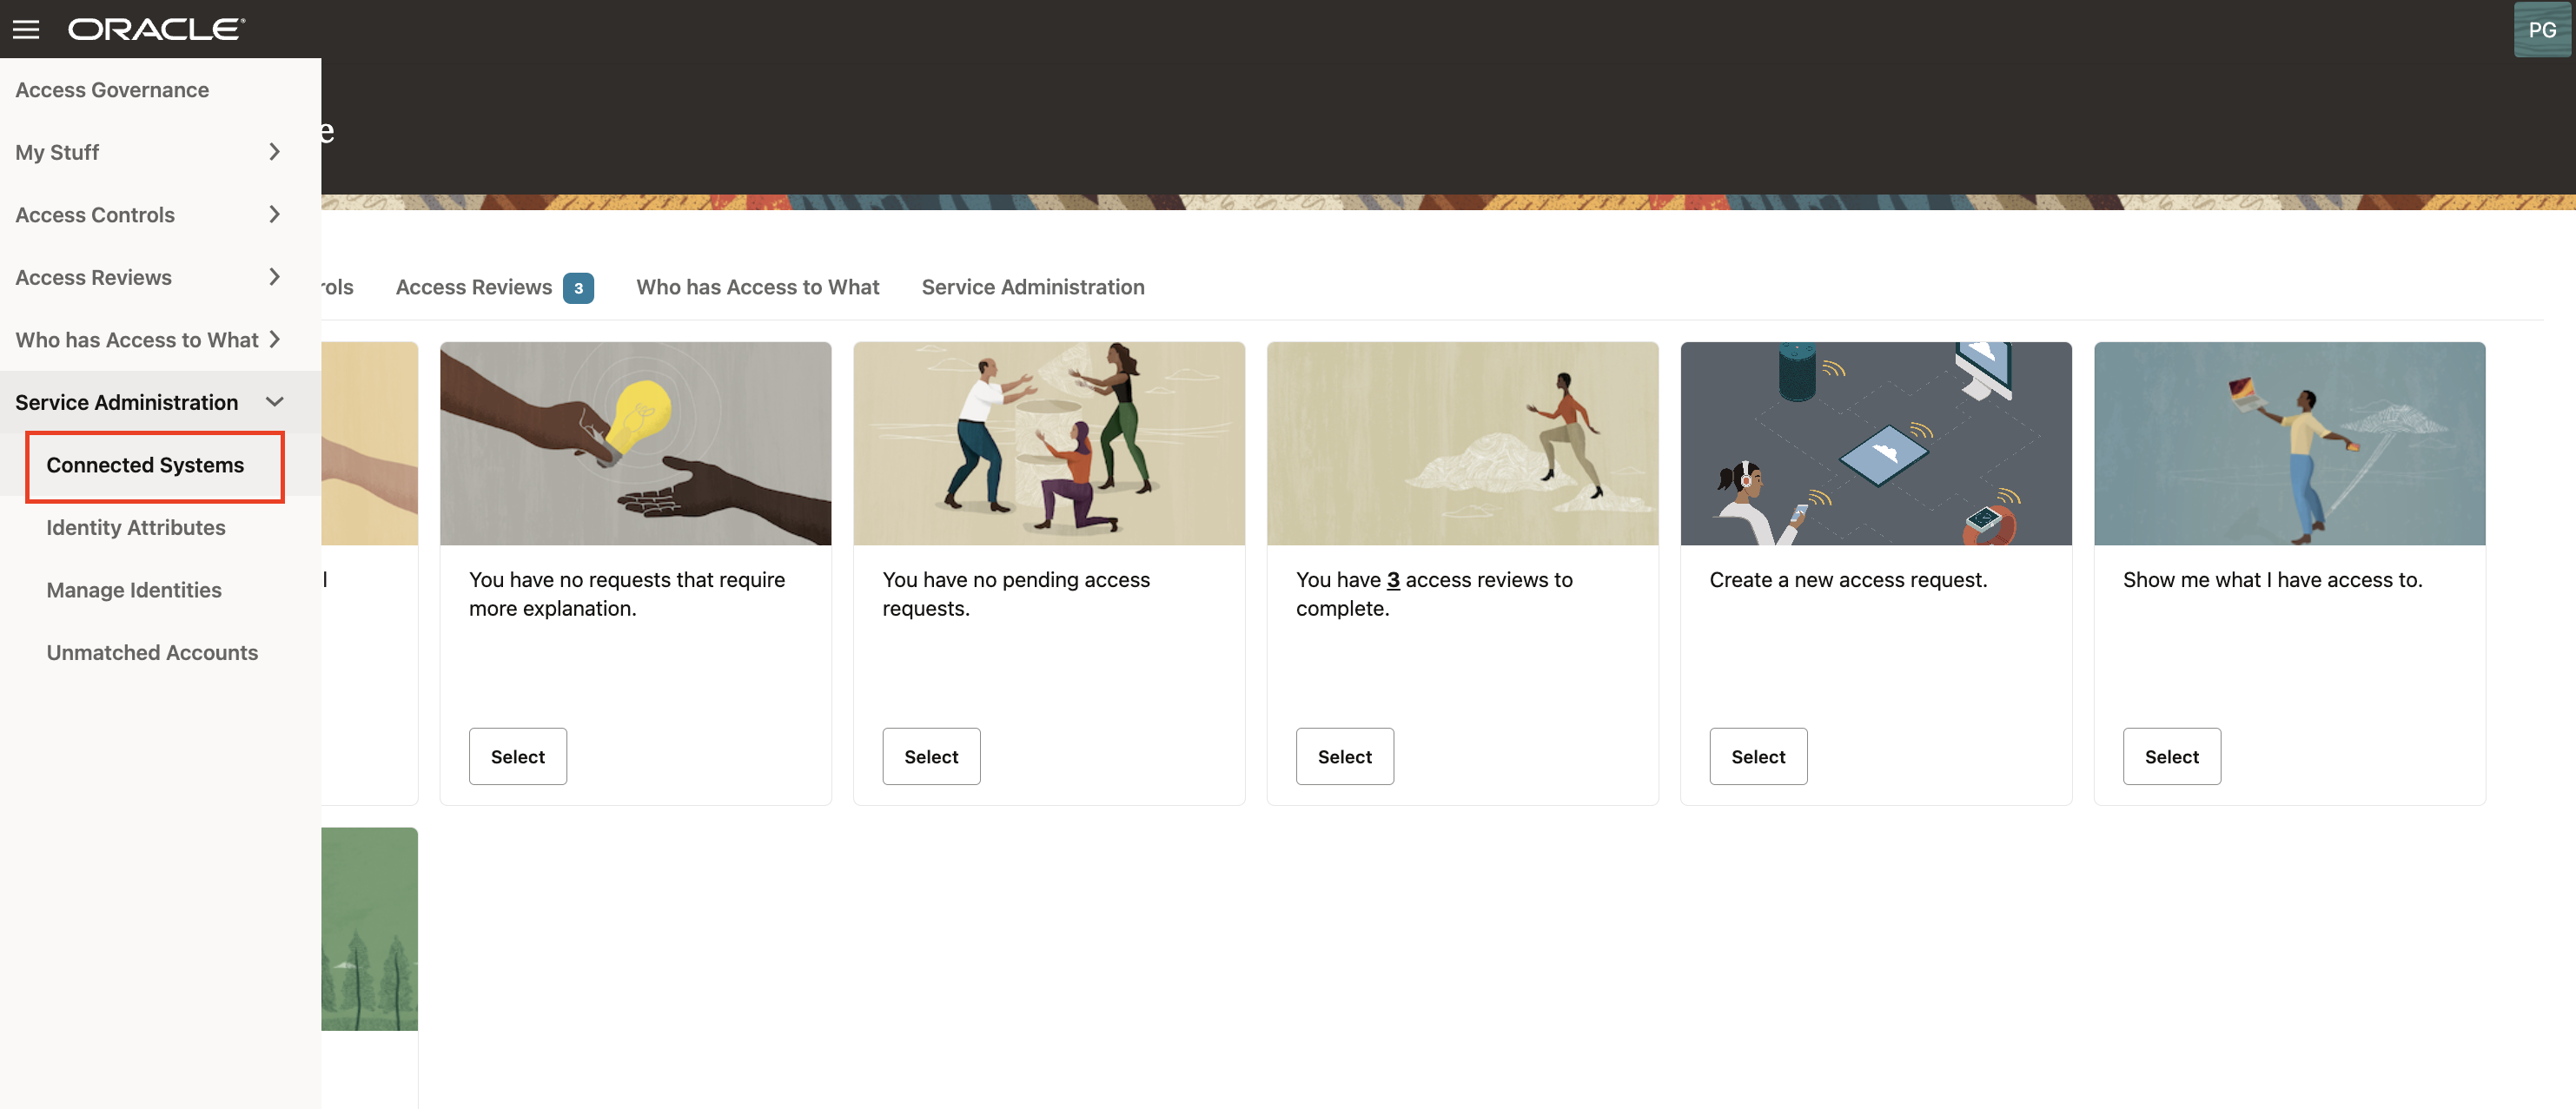 ORACLE
PG
Access Governance
My Stuff
Access Controls
Access Reviews
Who has Access to What
Service Administration
Connected Systems
Identity Attributes
Manage Identities
Unmatched Accounts
Access Reviews 3
Who has Access to What
Service Administration
You have no requests that require
more explanation.
Select
You have no pending access
requests.
Select
You have 3 access reviews to
complete.
Select
Create a new access request.
Select
Show me what I have access to.
Select